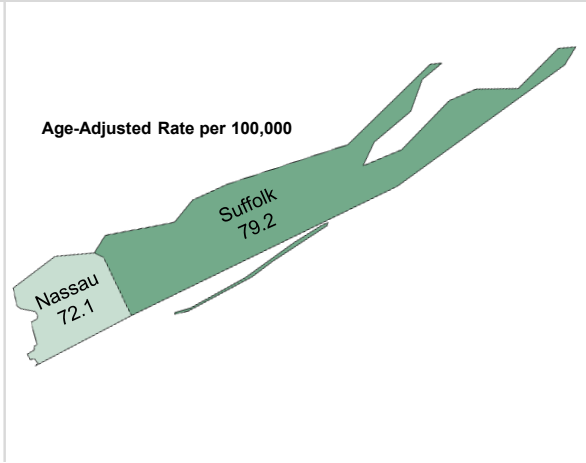 Age-Adjusted Rate per 100,000
Suffolk
79.2
Nassau
72.1